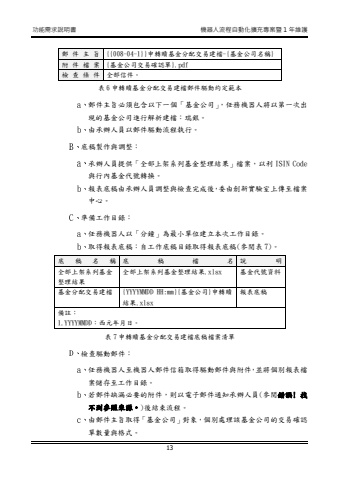 功能需求說明書 機器人流程自動化擴充專案暨 1 年維護
郵件主旨 [[008-04-1]]申轉贖基金分配交易建檔-[基金公司名稱]
附件檔案 [基金公司交易確認單].pdf
檢查條件 全部信件。
表 6 申轉贖基金分配交易建檔郵件驅動約定範本
a、郵件主旨必須包含以下一個「基金公司」，任務機器人將以第一次出
現的基金公司進行解析建檔：瑞銀。
b、由承辦人員以郵件驅動流程執行。
B、底稿製作與調整：
a、承辦人員提供「全部上架系列基金整理結果」檔案，以利 ISIN Code
與行內基金代號轉換。
b、報表底稿由承辦人員調整與檢查完成後，委由創新實驗室上傳至檔案
中心。
C、準備工作目錄：
a、任務機器人以「分鐘」為最小單位建立本次工作目錄。
b、取得報表底稿：自工作底稿目錄取得報表底稿(參閱表 7)。
底稿名稱 底稿檔名 說明
全部上架系列基金 全部上架系列基金整理結果.xlsx 基金代號資料
整理結果
基金分配交易建檔 [YYYYMMDD HH:mm][基金公司]申轉贖 報表底稿
結果.xlsx
備註：
1.YYYYMMDD：西元年月日。
表 7 申轉贖基金分配交易建檔底稿檔案清單
D、檢查驅動郵件：
a、任務機器人至機器人郵件信箱取得驅動郵件與附件，並將個別報表檔
案儲存至工作目錄。
b、若郵件缺漏必要的附件，則以電子郵件通知承辦人員(參閱錯誤! 找
不到參照來源。)後結束流程。
c、由郵件主旨取得「基金公司」對象，個別處理該基金公司的交易確認
單數量與格式。
13